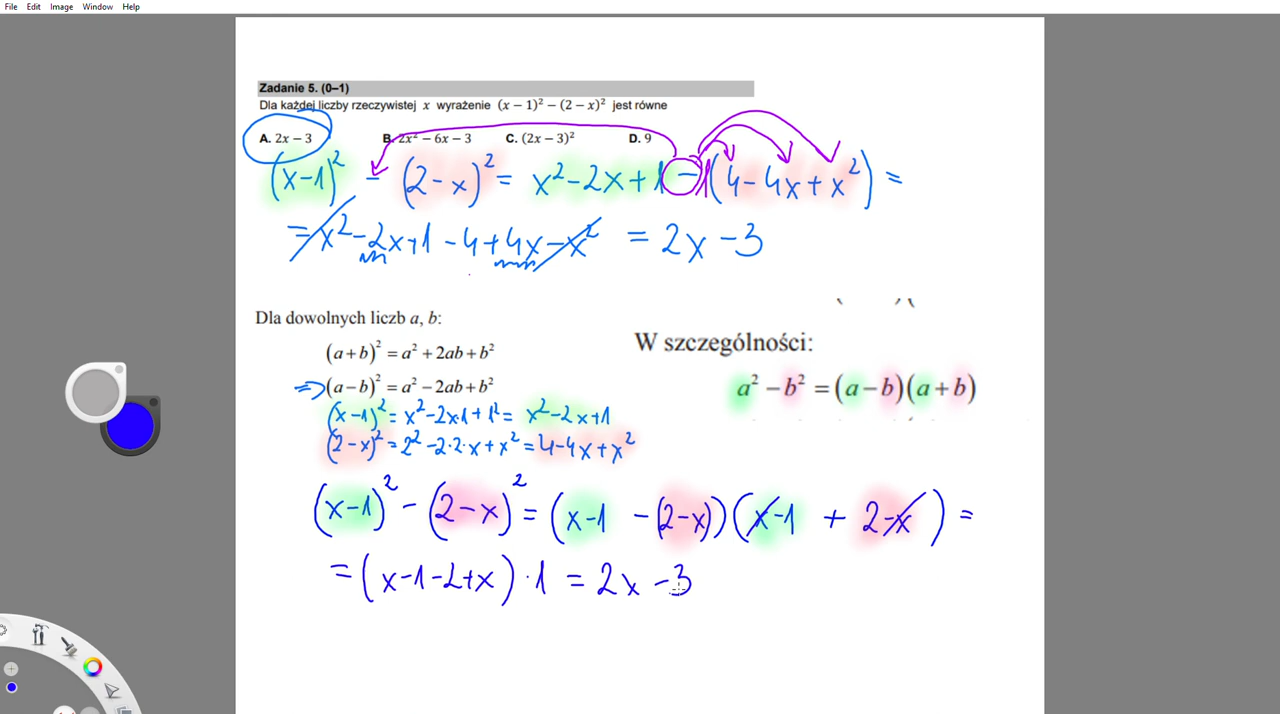 File Edit Image Window Help
Zadanie 5. (0–1)
Dla każdej liczby rzeczywistej x wyrażenie (x − 1)² − (2 − x)² jest równe
A. 2x − 3 B. 2x² − 6x − 3 C. (2x − 3)² D. 9
(x-1)² - (2-x)² = x²-2x+1 -1(4-4x+x²) =
= x²-2x+1-4+4x-x² = 2x-3
Dla dowolnych liczb a, b:
W szczególności:
(a+b)² = a² + 2ab + b²
(a−b)² = a² − 2ab + b²
a² − b² = (a−b)(a+b)
(x-1)² = x²-2x·1+1² = x²-2x+1
(2-x)² = 2²-2·2·x+x² = 4-4x+x²
(x-1)² - (2-x)² = (x-1 - (2-x))(x-1 + 2-x) =
= (x-1-2+x)·1 = 2x-3